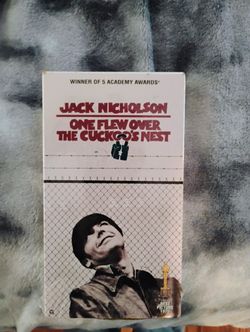 WINNER OF 5 ACADEMY AWARDS®
JACK NICHOLSON
ONE FLEW OVER
THE CUCKOO'S NEST